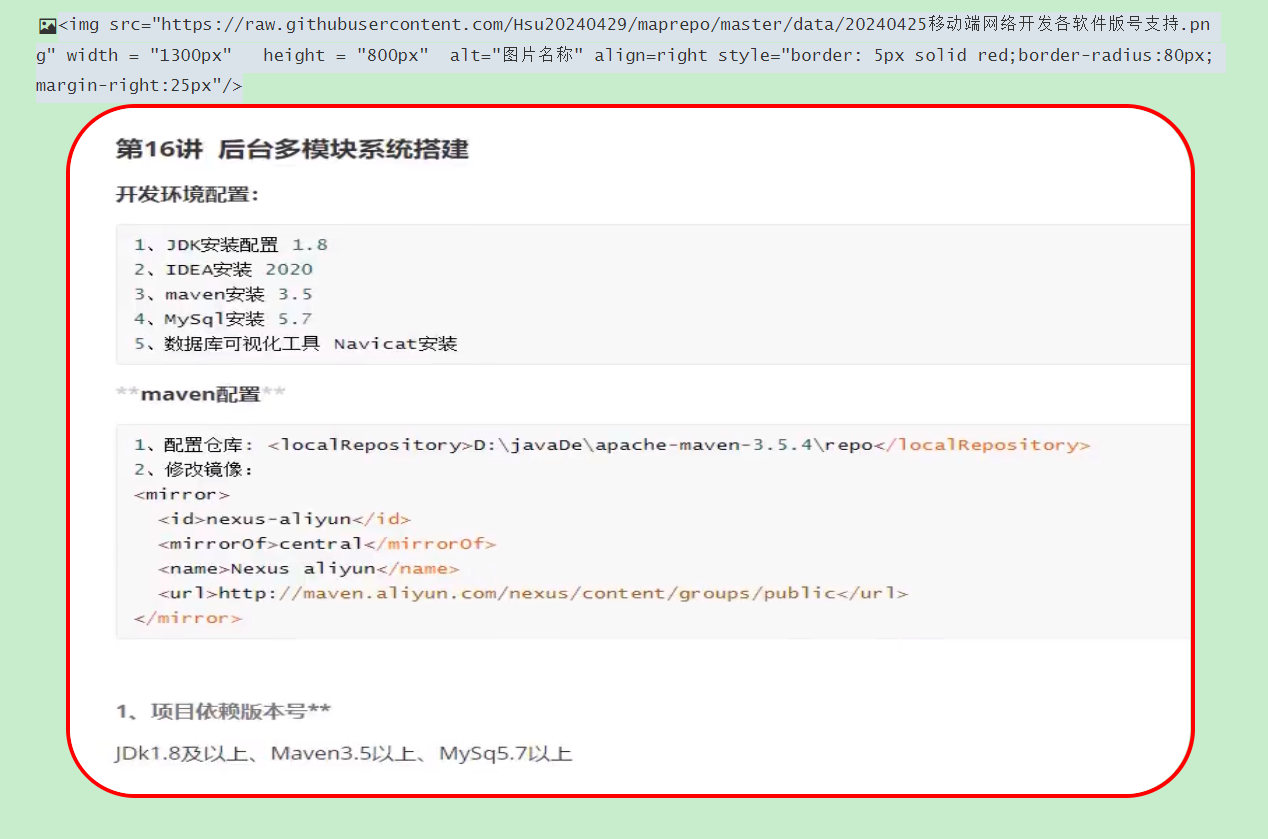 <img src="https://raw.githubusercontent.com/Hsu20240429/maprepo/master/data/20240425移动端网络开发各软件版号支持.pn
g" width = "1300px"   height = "800px"  alt="图片名称" align=right style="border: 5px solid red;border-radius:80px;
margin-right:25px"/>
第16讲 后台多模块系统搭建
开发环境配置:
1、JDK安装配置 1.8
2、IDEA安装 2020
3、maven安装 3.5
4、MySql安装 5.7
5、数据库可视化工具 Navicat安装
**maven配置**
1、配置仓库: <localRepository>D:\javaDe\apache-maven-3.5.4\repo</localRepository>
2、修改镜像:
<mirror>
<id>nexus-aliyun</id>
<mirrorOf>central</mirrorOf>
<name>Nexus aliyun</name>
<url>http://maven.aliyun.com/nexus/content/groups/public</url>
</mirror>
1、项目依赖版本号**
JDk1.8及以上、Maven3.5以上、MySq5.7以上